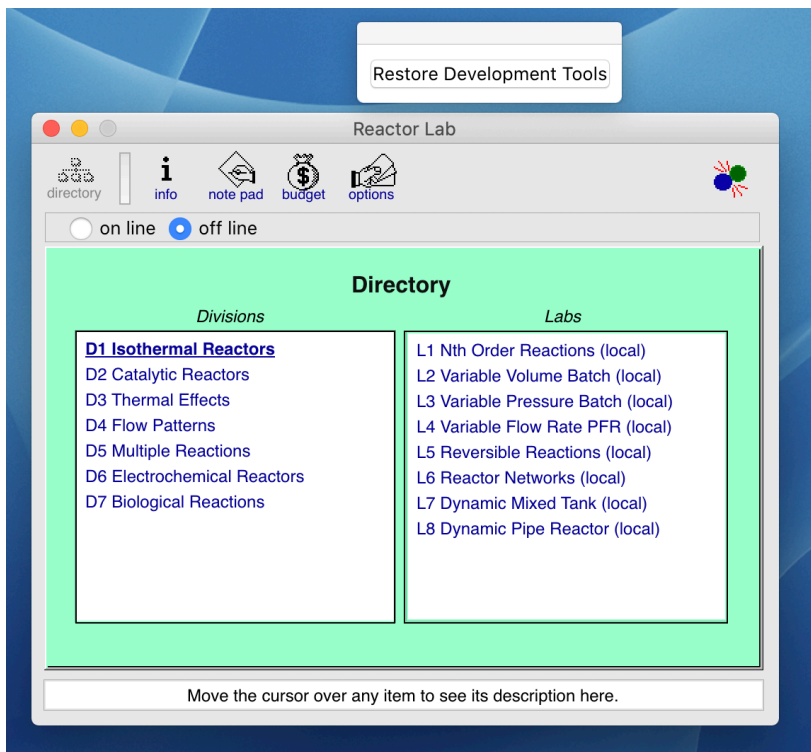 Restore Development Tools
Reactor Lab
directory
info
note pad
budget
options
on line
off line
Directory
Divisions
Labs
D1 Isothermal Reactors
D2 Catalytic Reactors
D3 Thermal Effects
D4 Flow Patterns
D5 Multiple Reactions
D6 Electrochemical Reactors
D7 Biological Reactions
L1 Nth Order Reactions (local)
L2 Variable Volume Batch (local)
L3 Variable Pressure Batch (local)
L4 Variable Flow Rate PFR (local)
L5 Reversible Reactions (local)
L6 Reactor Networks (local)
L7 Dynamic Mixed Tank (local)
L8 Dynamic Pipe Reactor (local)
Move the cursor over any item to see its description here.